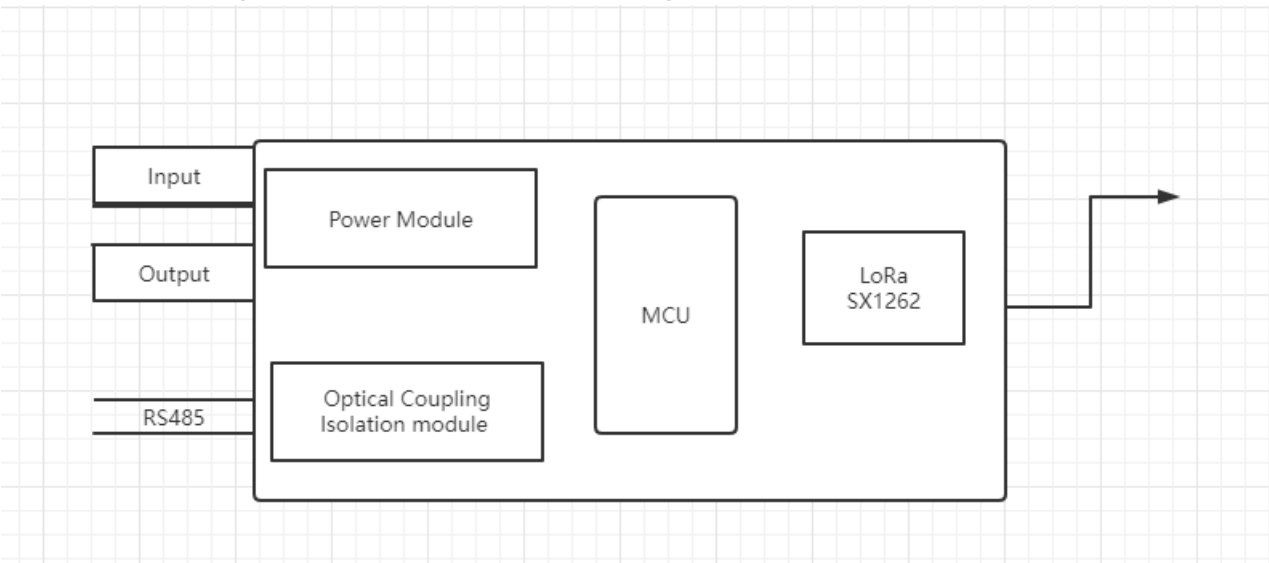 Input
Power Module
Output
MCU
LoRa
SX1262
Optical Coupling
Isolation module
RS485